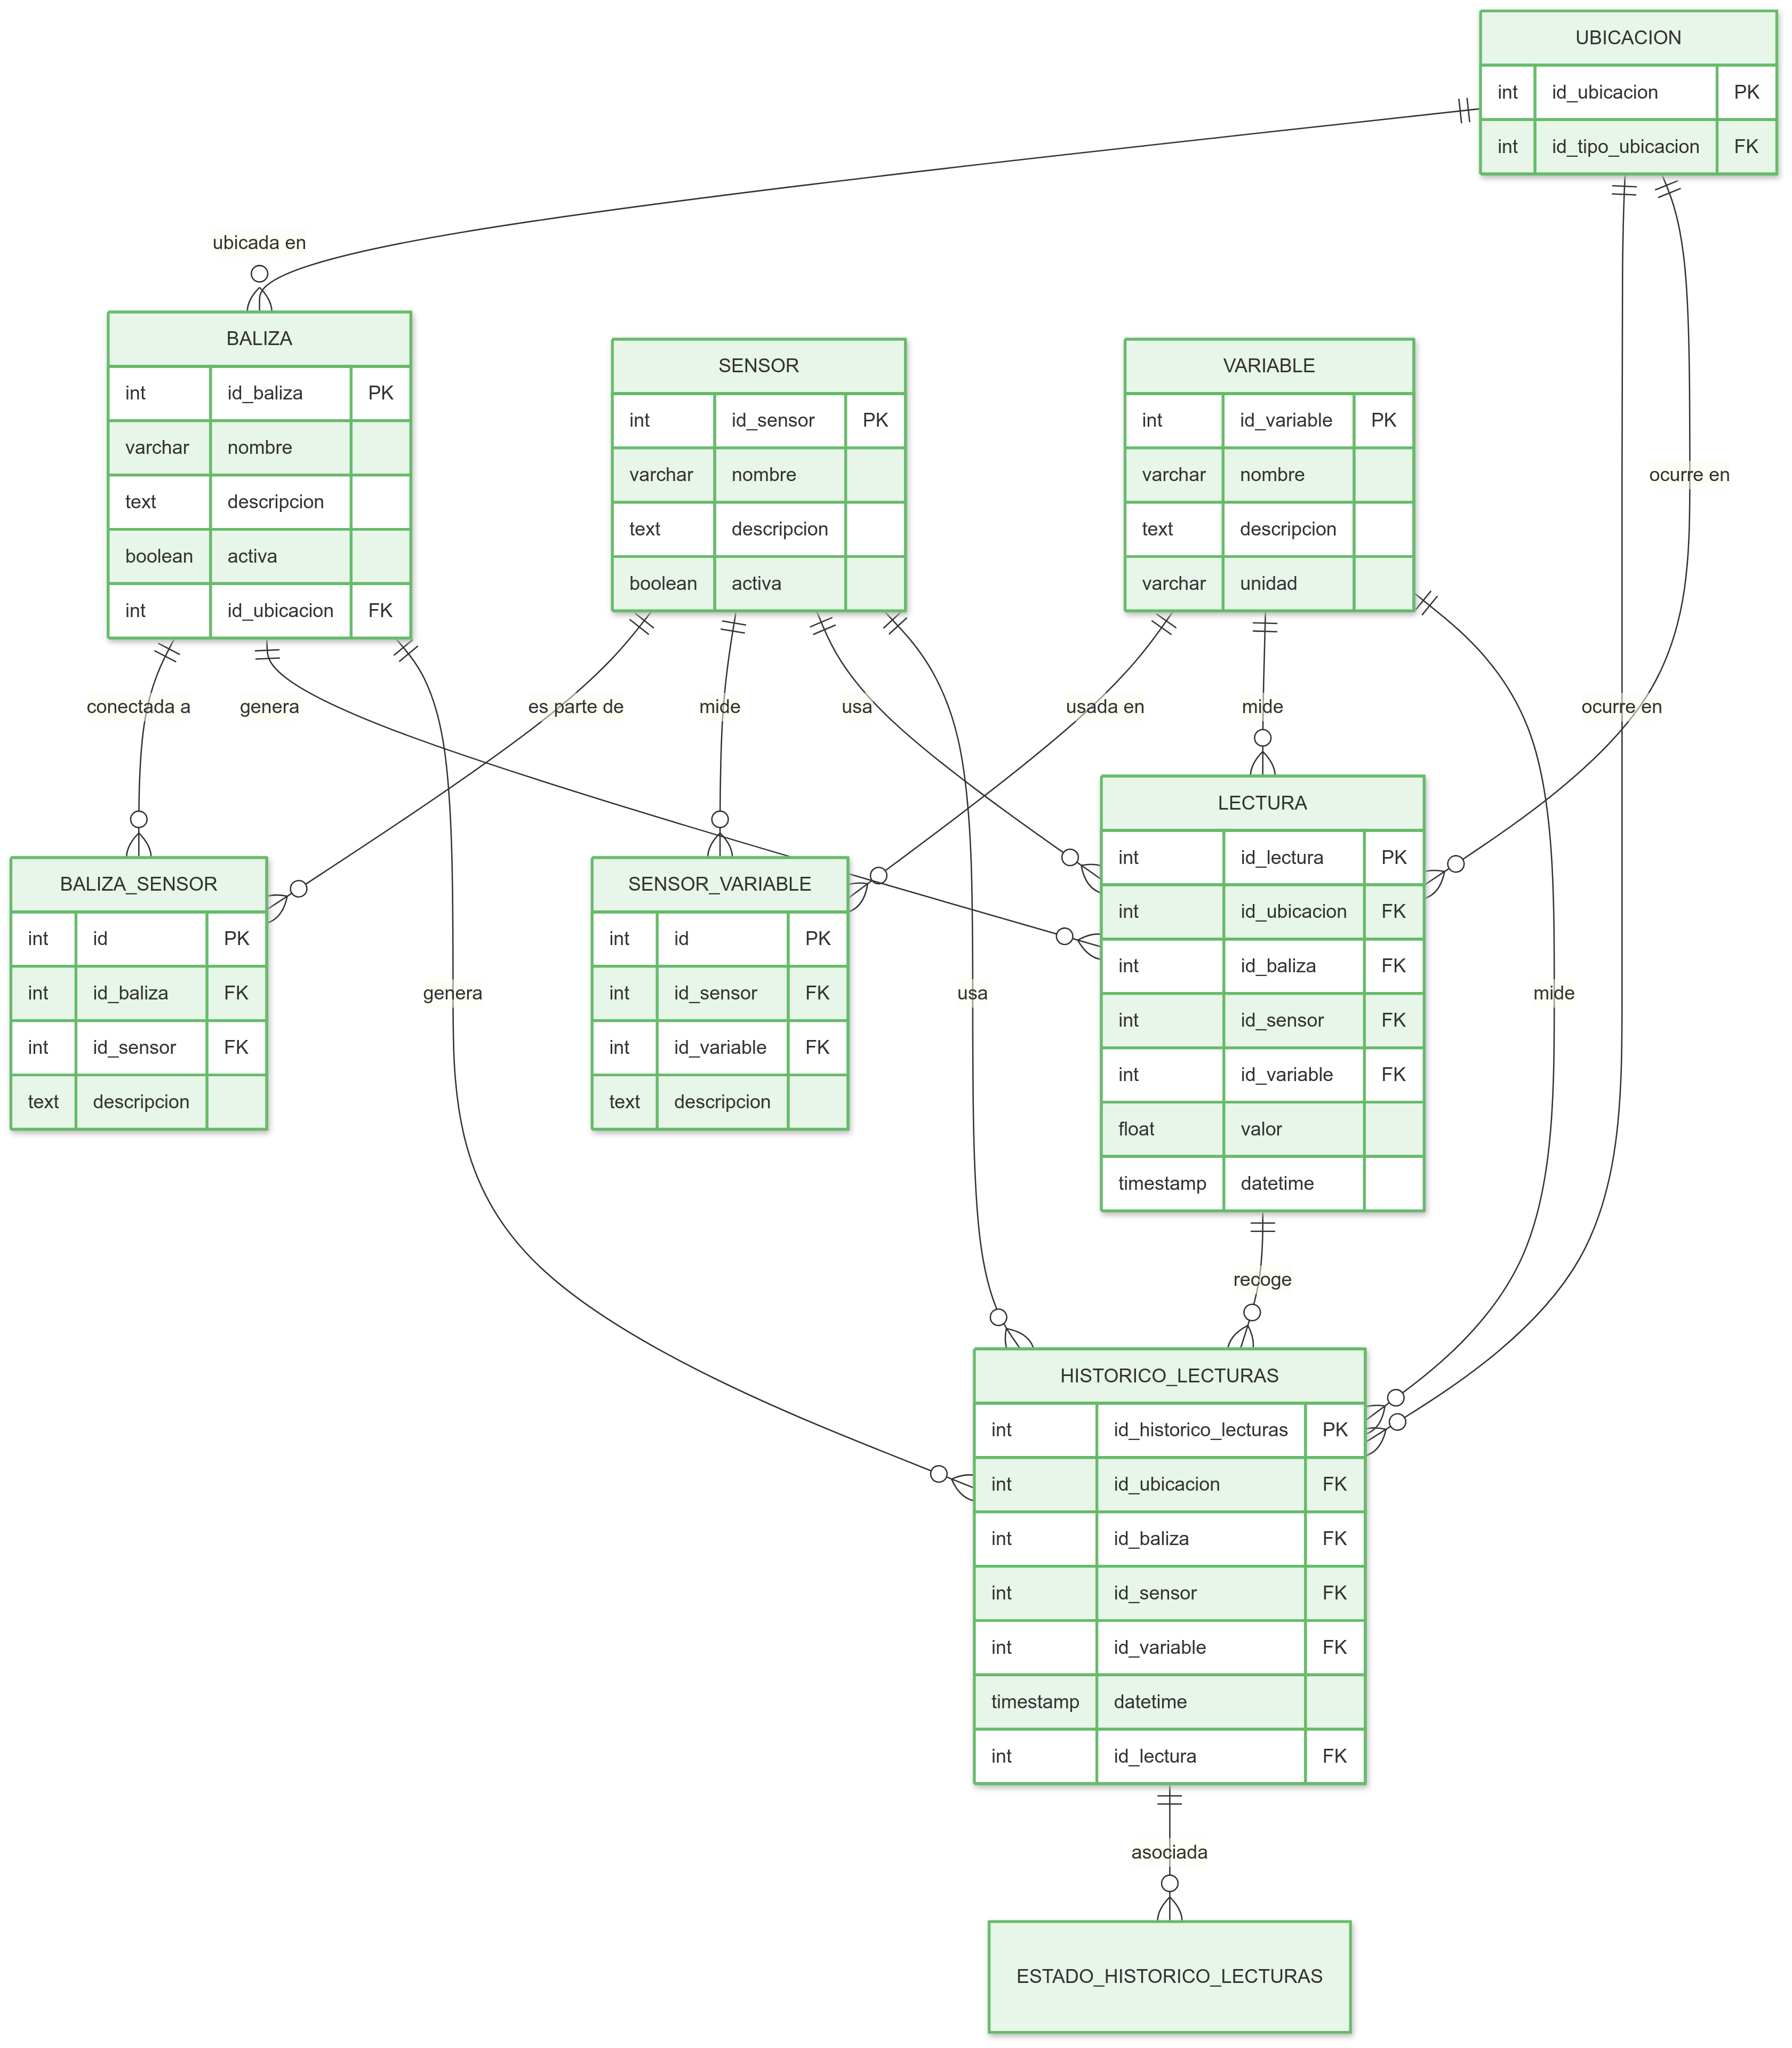 UBICACION
int id_ubicacion PK
int id_tipo_ubicacion FK
ubicada en
BALIZA
int id_baliza PK
varchar nombre
text descripcion
boolean activa
int id_ubicacion FK
SENSOR
int id_sensor PK
varchar nombre
text descripcion
boolean activa
VARIABLE
int id_variable PK
varchar nombre
text descripcion
varchar unidad
ocurre en
conectada a
genera
es parte de
mide
usa
usada en
mide
ocurre en
BALIZA_SENSOR
int id PK
int id_baliza FK
int id_sensor FK
text descripcion
genera
SENSOR_VARIABLE
int id PK
int id_sensor FK
int id_variable FK
text descripcion
usa
LECTURA
int id_lectura PK
int id_ubicacion FK
int id_baliza FK
int id_sensor FK
int id_variable FK
float valor
timestamp datetime
mide
recoge
HISTORICO_LECTURAS
int id_historico_lecturas PK
int id_ubicacion FK
int id_baliza FK
int id_sensor FK
int id_variable FK
timestamp datetime
int id_lectura FK
asociada
ESTADO_HISTORICO_LECTURAS